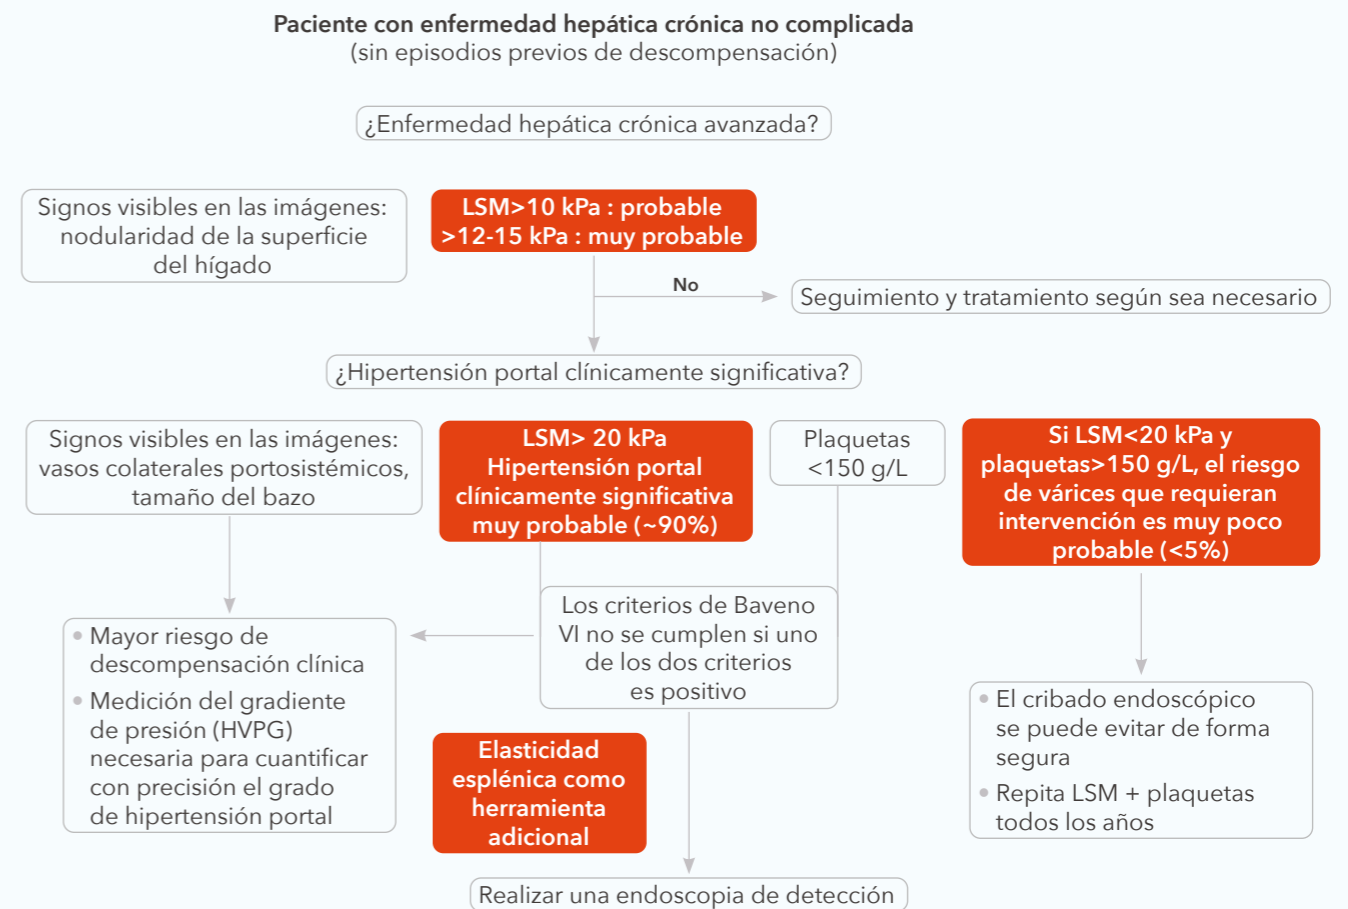 Paciente con enfermedad hepática crónica no complicada
(sin episodios previos de descompensación)
¿Enfermedad hepática crónica avanzada?
Signos visibles en las imágenes:
nodularidad de la superficie
del hígado
LSM>10 kPa : probable
>12-15 kPa : muy probable
No
Seguimiento y tratamiento según sea necesario
¿Hipertensión portal clínicamente significativa?
Signos visibles en las imágenes:
vasos colaterales portosistémicos,
tamaño del bazo
LSM> 20 kPa
Hipertensión portal
clínicamente significativa
muy probable (~90%)
Plaquetas
<150 g/L
Si LSM<20 kPa y
plaquetas>150 g/L, el riesgo
de várices que requieran
intervención es muy poco
probable (<5%)
Los criterios de Baveno
VI no se cumplen si uno
de los dos criterios
es positivo
• Mayor riesgo de
descompensación clínica
• Medición del gradiente
de presión (HVPG)
necesaria para cuantificar
con precisión el grado
de hipertensión portal
Elasticidad
esplénica como
herramienta
adicional
• El cribado endoscópico
se puede evitar de forma
segura
• Repita LSM + plaquetas
todos los años
Realizar una endoscopia de detección